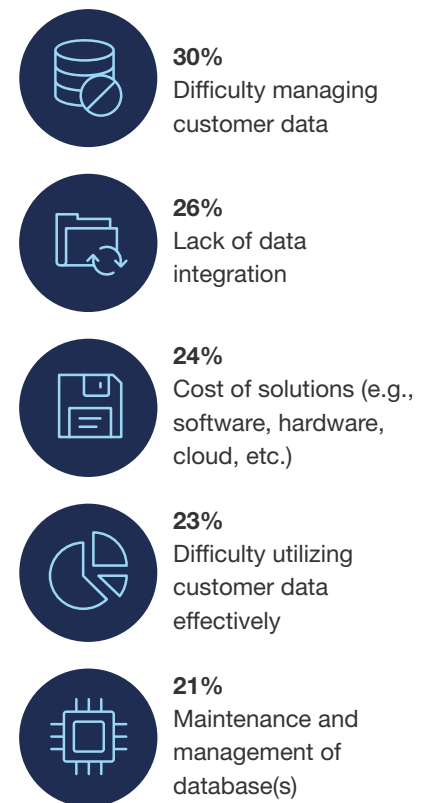 30%
Difficulty managing
customer data
26%
Lack of data
integration
24%
Cost of solutions (e.g.,
software, hardware,
cloud, etc.)
23%
Difficulty utilizing
customer data
effectively
21%
Maintenance and
management of
database(s)